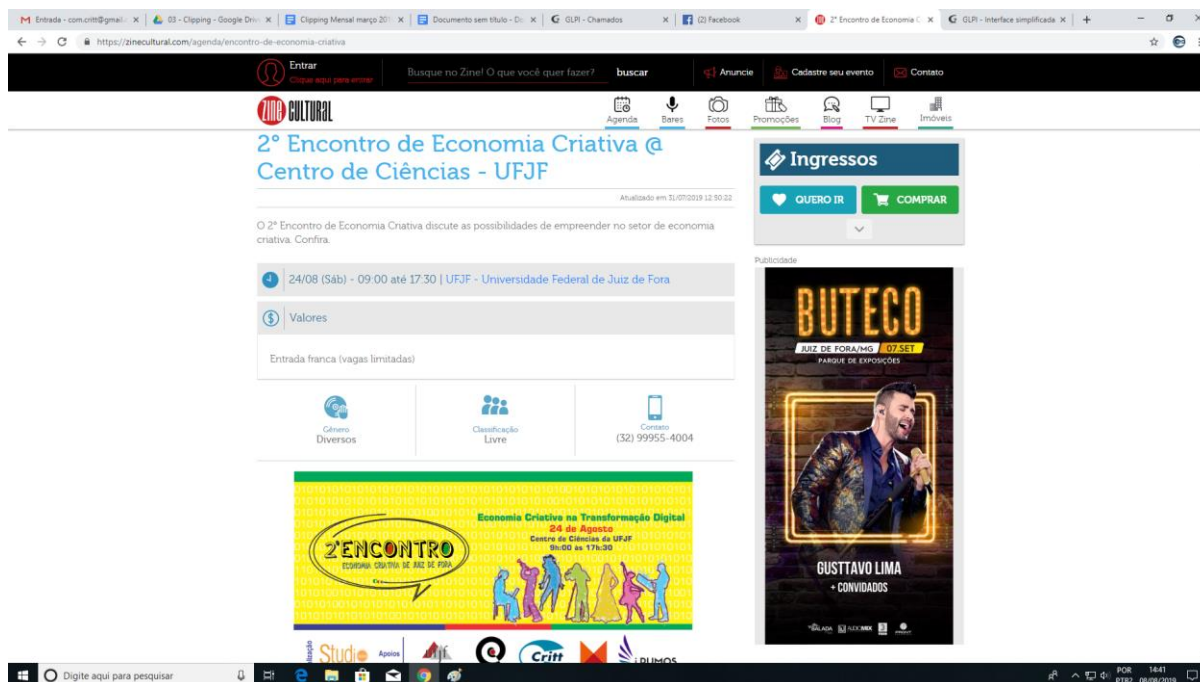 Entrada - com.critt@gmail.
03 - Clipping - Google Driv
Clipping Mensal março 201
Documento sem título - Do
GLPI - Chamados
(2) Facebook
2° Encontro de Economia C
GLPI - Interface simplificada
https://zinecultural.com/agenda/encontro-de-economia-criativa
Entrar
Clique aqui para entrar
Busque no Zine! O que você quer fazer?
buscar
Anuncie
Cadastre seu evento
Contato
ZINE CULTURAL
Agenda
Bares
Fotos
Promoções
Blog
TV Zine
Imóveis
2° Encontro de Economia Criativa @
Centro de Ciências - UFJF
Atualizado em 31/07/2019 12:50:22
O 2° Encontro de Economia Criativa discute as possibilidades de empreender no setor de economia
criativa. Confira.
24/08 (Sáb) - 09:00 até 17:30 | UFJF - Universidade Federal de Juiz de Fora
Valores
Entrada franca (vagas limitadas)
Gênero
Diversos
Classificação
Livre
Contato
(32) 99955-4004
Economia Criativa na Transformação Digital
24 de Agosto
Centro de Ciências da UFJF
9h:00 às 17h:30
2ºENCONTRO
ECONOMIA CRIATIVA DE JUIZ DE FORA
Studio
Apoios
Critt
Ingressos
QUERO IR
COMPRAR
Publicidade
BUTECO
JUIZ DE FORA/MG 07.SET
PARQUE DE EXPOSIÇÕES
GUSTTAVO LIMA
+ CONVIDADOS
BALADA
AUDIOMIX
Digite aqui para pesquisar
POR
PTB2
14:41
08/08/2019